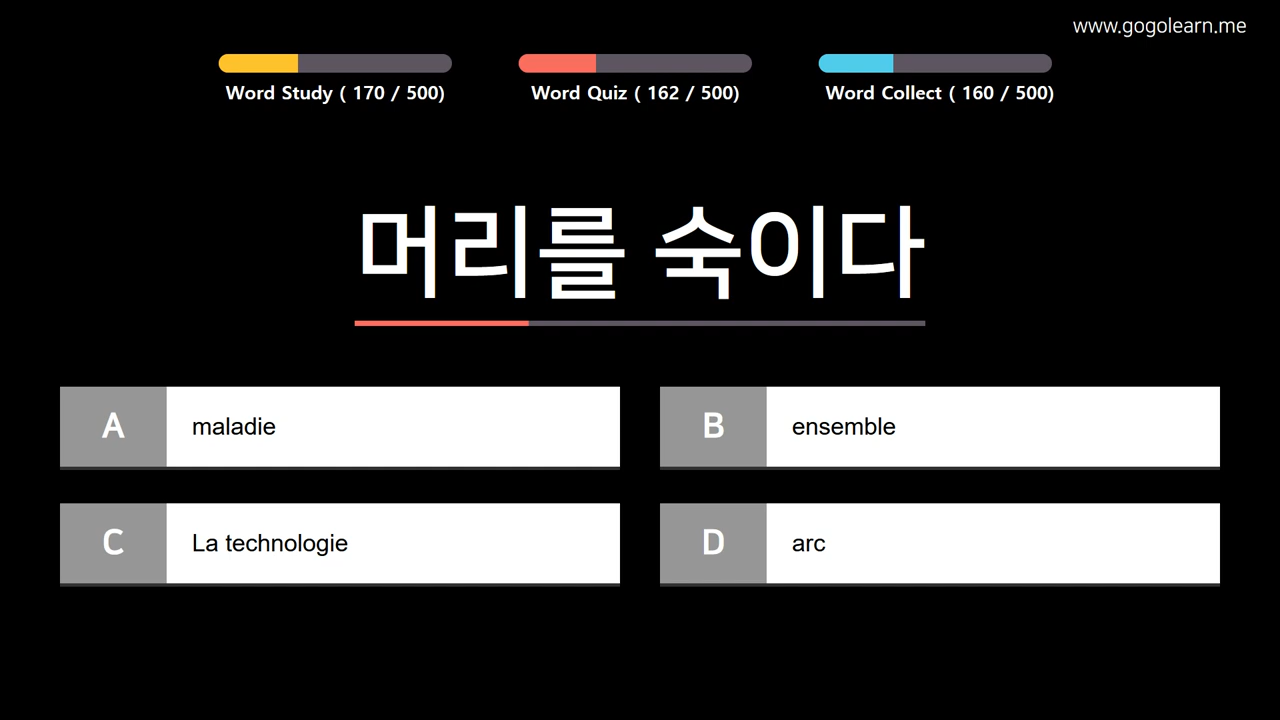 www.gogolearn.me
Word Study ( 170 / 500)
Word Quiz ( 162 / 500)
Word Collect ( 160 / 500)
머리를 숙이다
A
maladie
B
ensemble
C
La technologie
D
arc